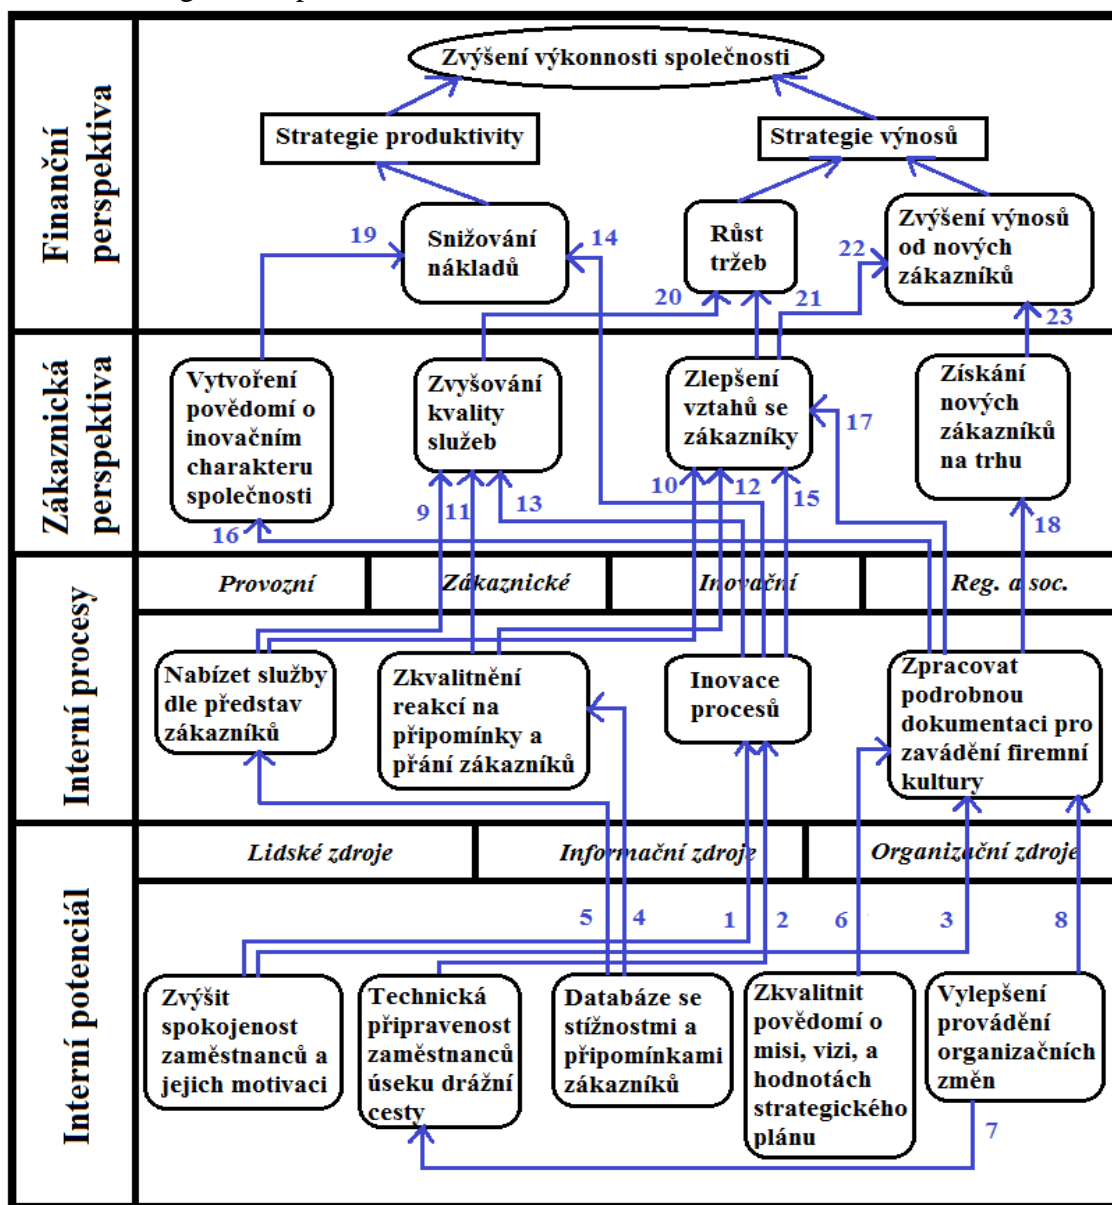 Zvýšení výkonnosti společnosti
Strategie produktivity
Strategie výnosů
Finanční
perspektiva
Snižování
nákladů
Růst
tržeb
Zvýšení výnosů
od nových
zákazníků
19
14
20
21
22
23
Zákaznická
perspektiva
Vytvoření
povědomí o
inovačním
charakteru
společnosti
Zvyšování
kvality
služeb
Zlepšení
vztahů se
zákazníky
Získání
nových
zákazníků
na trhu
16
9
11
13
10
12
15
17
18
Interní procesy
Provozní
Zákaznické
Inovační
Reg. a soc.
Nabízet služby
dle představ
zákazníků
Zkvalitnění
reakcí na
připomínky a
přání zákazníků
Inovace
procesů
Zpracovat
podrobnou
dokumentaci pro
zavádění firemní
kultury
Interní potenciál
Lidské zdroje
Informační zdroje
Organizační zdroje
5
4
1
2
6
3
8
Zvýšit
spokojenost
zaměstnanců a
jejich motivaci
Technická
připravenost
zaměstnanců
úseku drážní
cesty
Databáze se
stížnostmi a
připomínkami
zákazníků
Zkvalitnit
povědomí o
misi, vizi, a
hodnotách
strategického
plánu
Vylepšení
provádění
organizačních
změn
7